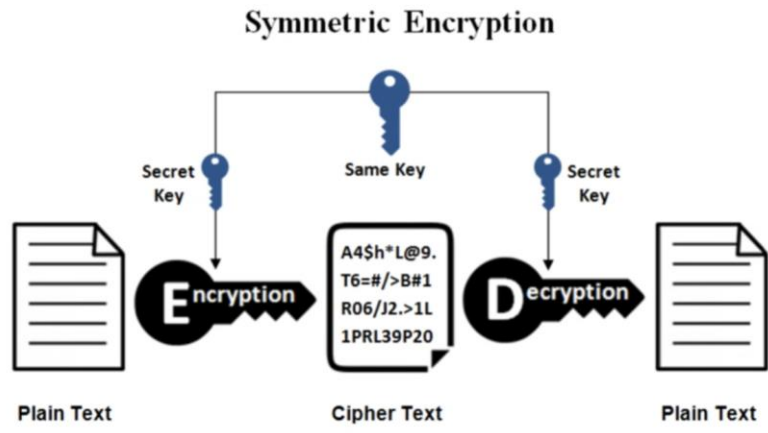 Symmetric Encryption
Secret
Key
Same Key
Secret
Key
A4$h*L@9.
T6=#/>B#1
R06/J2.>1L
1PRL39P20
Encryption
Decryption
Plain Text
Cipher Text
Plain Text